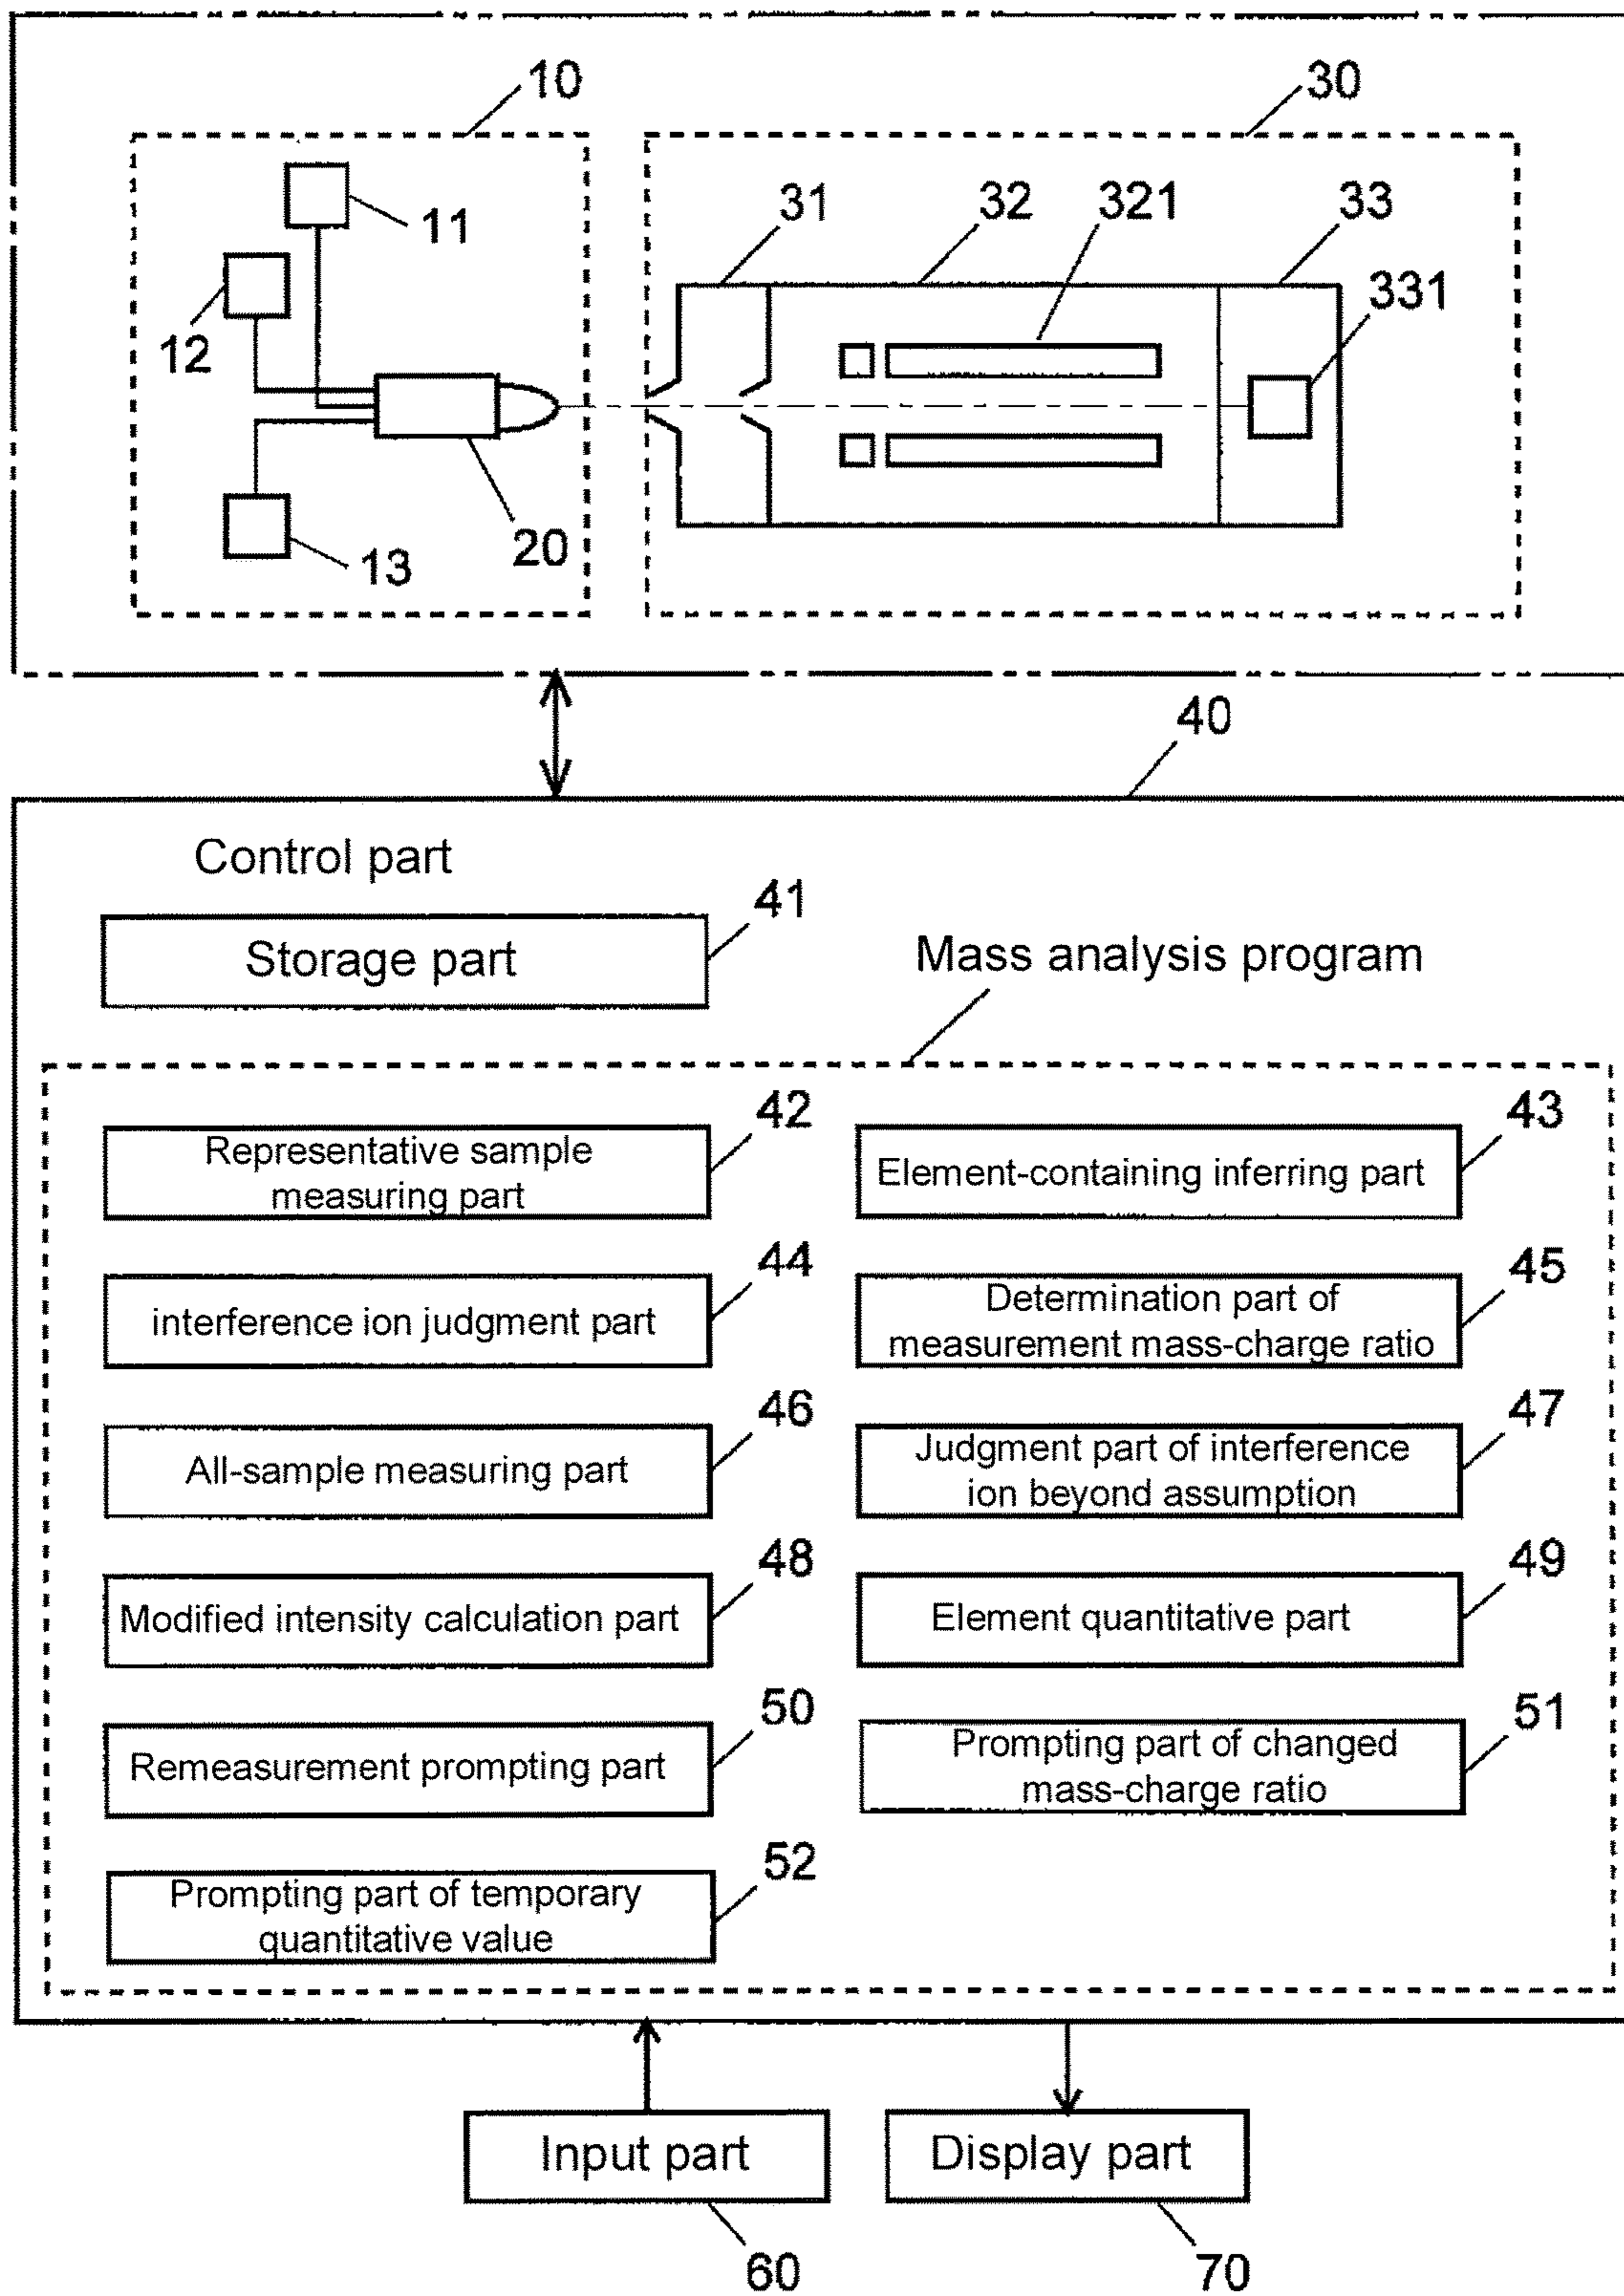 10
30
11
12
13
20
31
32
321
33
331
40
Control part
41
Storage part
Mass analysis program
42
Representative sample
measuring part
43
Element-containing inferring part
44
interference ion judgment part
45
Determination part of
measurement mass-charge ratio
46
All-sample measuring part
47
Judgment part of interference
ion beyond assumption
48
Modified intensity calculation part
49
Element quantitative part
50
Remeasurement prompting part
51
Prompting part of changed
mass-charge ratio
52
Prompting part of temporary
quantitative value
Input part
Display part
60
70